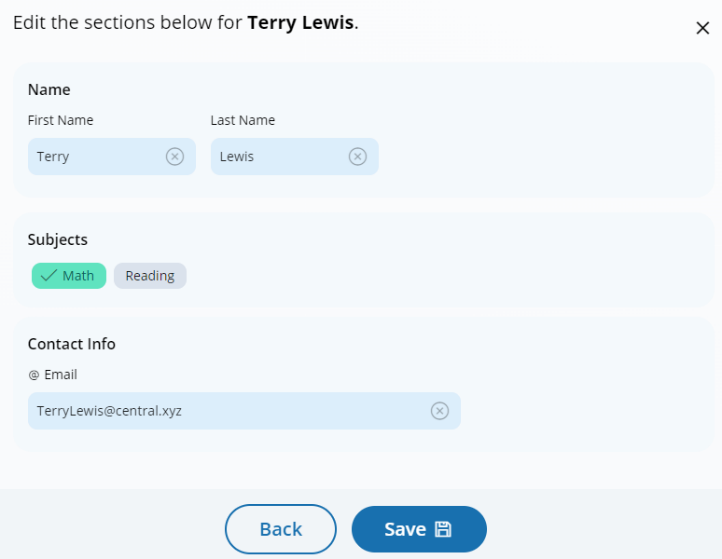 Edit the sections below for Terry Lewis.
Name
First Name Last Name
Terry Lewis
Subjects
Math Reading
Contact Info
@ Email
TerryLewis@central.xyz
Back Save